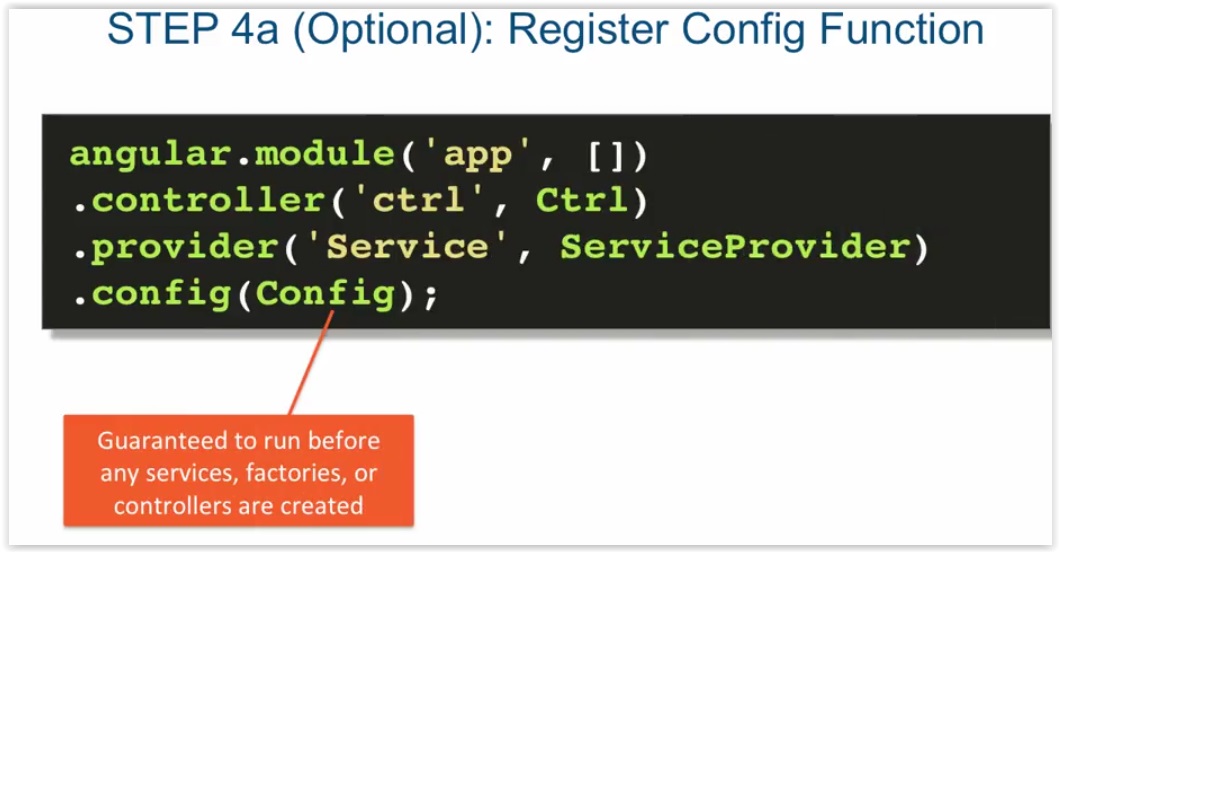 STEP 4a (Optional): Register Config Function
angular.module('app', [])
.controller('ctrl', Ctrl)
.provider('Service', ServiceProvider)
.config(Config);
Guaranteed to run before
any services, factories, or
controllers are created